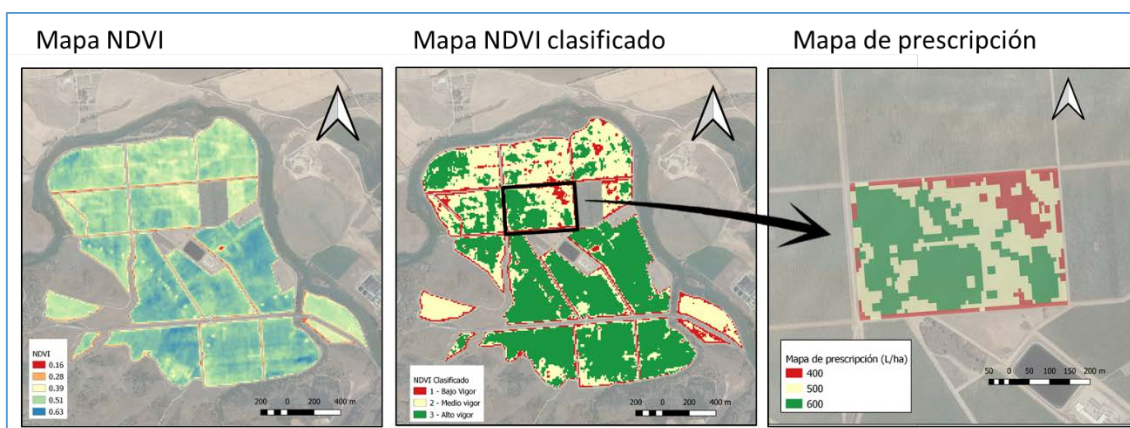 Mapa NDVI
Mapa NDVI clasificado
Mapa de prescripción
NDVI
0.16
0.28
0.39
0.51
0.63
200 0 200 400 m
NDVI Clasificado
1 - Bajo Vigor
2 - Medio vigor
3 - Alto vigor
200 0 200 400 m
Mapa de prescripción (L/ha)
400
500
600
50 0 50 100 150 200 m